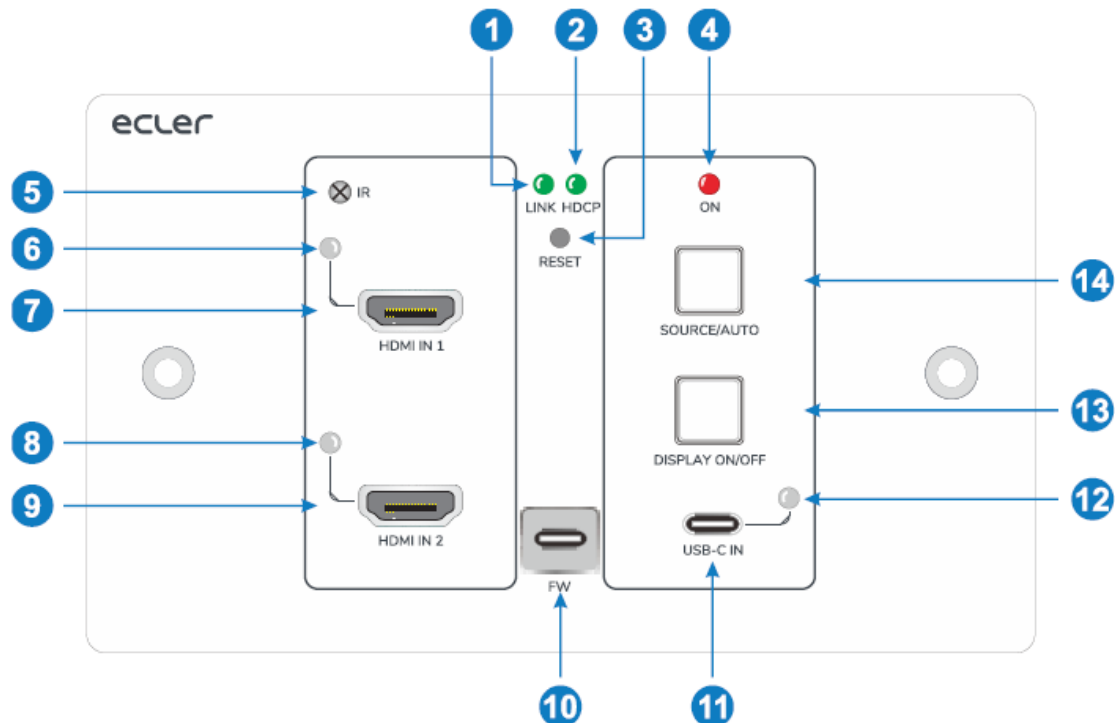 1 2 3 4
ecler
5 IR
LINK HDCP ON
6
RESET
14
7
HDMI IN 1
SOURCE/AUTO
13
8
DISPLAY ON/OFF
12
9
HDMI IN 2
USB-C IN
FW
10 11